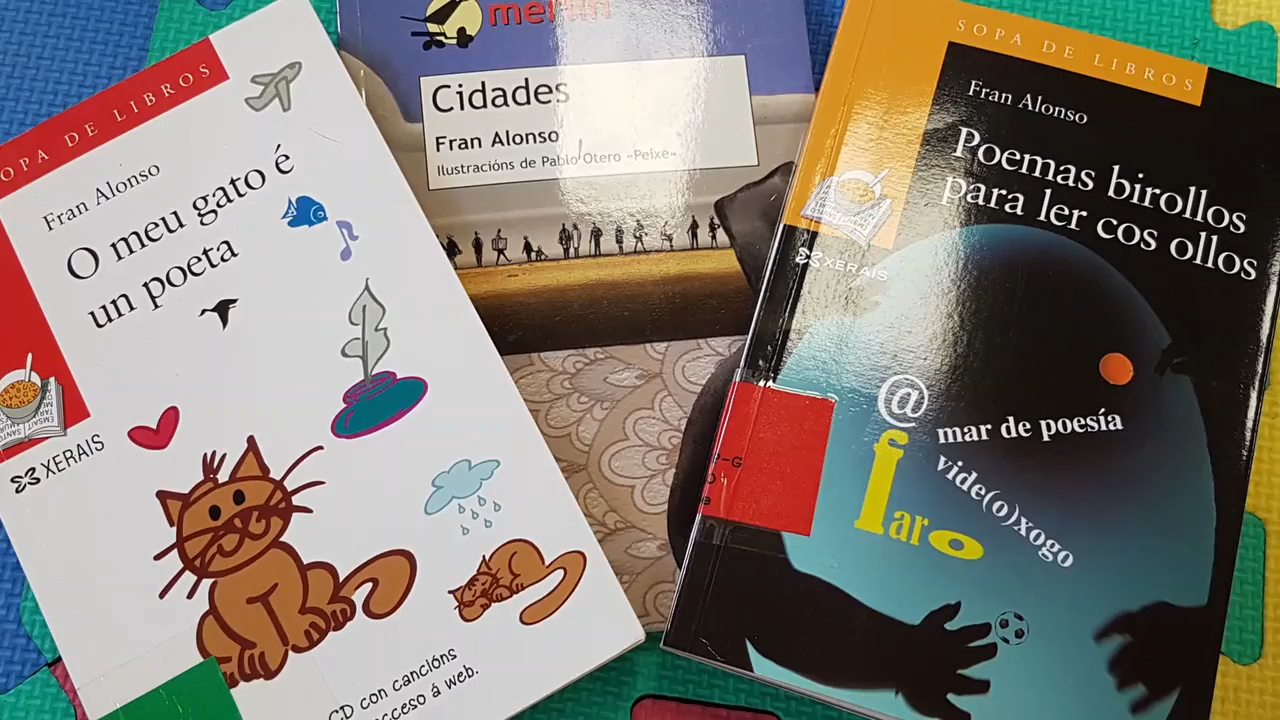 SOPA DE LIBROS
Fran Alonso
O meu gato é
un poeta
XERAIS
CD con cancións
acceso á web.
merlín
Cidades
Fran Alonso
Ilustracións de Pablo Otero «Peixe»
SOPA DE LIBROS
Fran Alonso
Poemas birollos
para ler cos ollos
XERAIS
@
mar de poesía
vide(o)xogo
faro
P-G